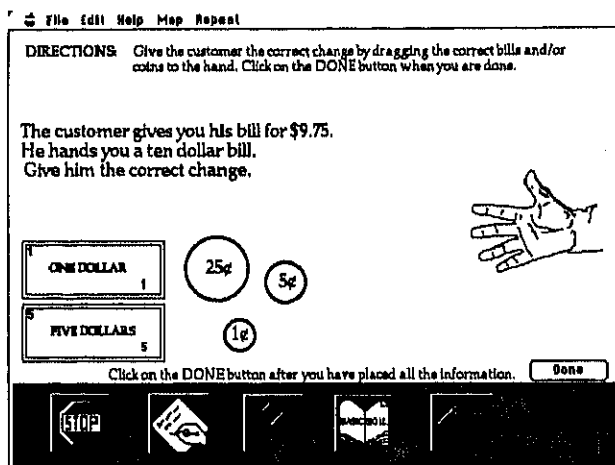 File Edit Help Map Repeat
DIRECTIONS: Give the customer the correct change by dragging the correct bills and/or
coins to the hand. Click on the DONE button when you are done.
The customer gives you his bill for $9.75.
He hands you a ten dollar bill.
Give him the correct change.
1
ONE DOLLAR
1
25¢
5¢
5
FIVE DOLLARS
5
1¢
Click on the DONE button after you have placed all the information.
Done
STOP